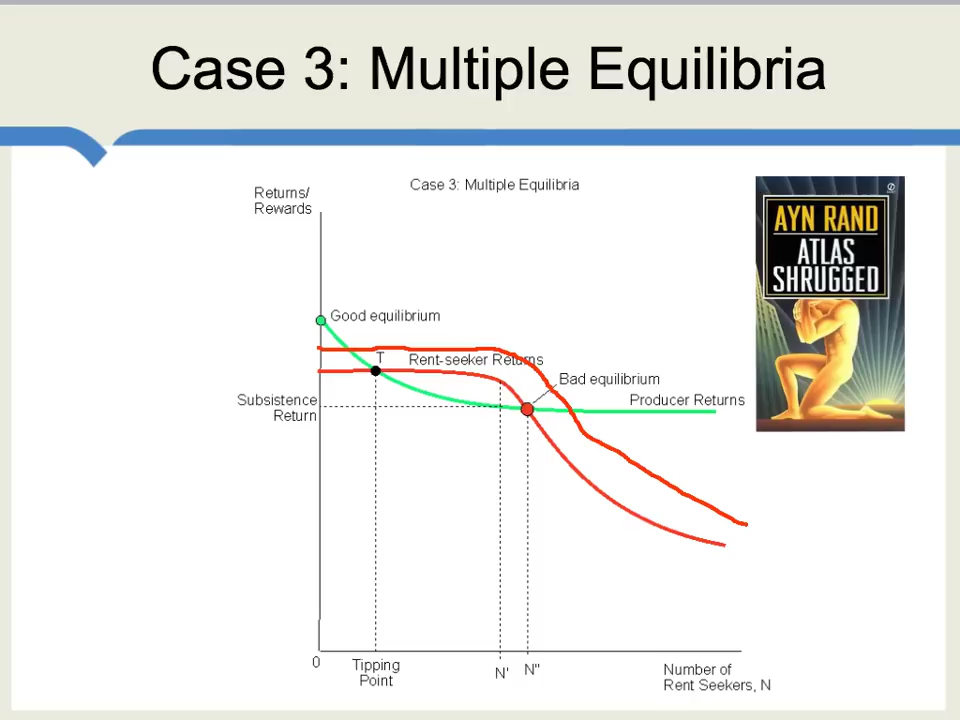 Case 3: Multiple Equilibria
Case 3: Multiple Equilibria
Returns/
Rewards
AYN RAND
ATLAS
SHRUGGED
Good equilibrium
T
Rent-seeker Returns
Bad equilibrium
Subsistence
Return
Producer Returns
0
Tipping
Point
N'
N"
Number of
Rent Seekers, N